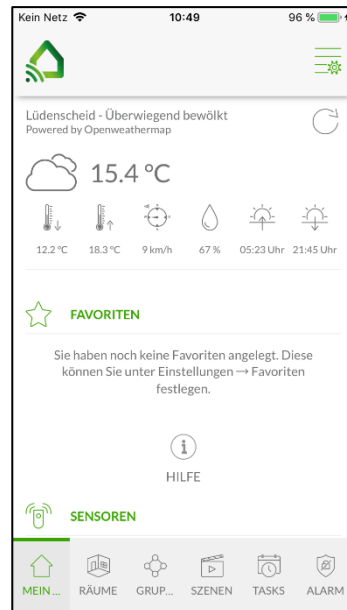 Kein Netz 10:49 96 %
Lüdenscheid - Überwiegend bewölkt
Powered by Openweathermap
15.4 °C
12.2 °C 18.3 °C 9 km/h 67 % 05:23 Uhr 21:45 Uhr
FAVORITEN
Sie haben noch keine Favoriten angelegt. Diese
können Sie unter Einstellungen → Favoriten
festlegen.
HILFE
SENSOREN
MEIN ... RÄUME GRUP... SZENEN TASKS ALARM